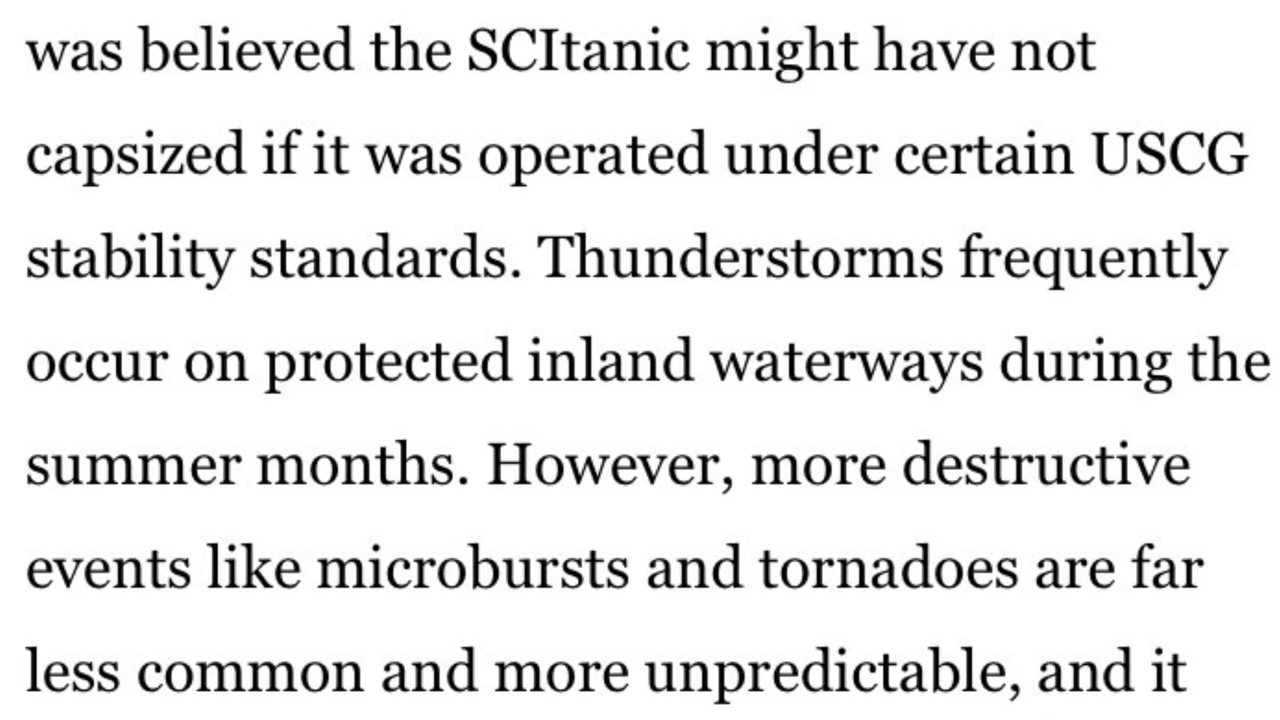 was believed the SCItanic might have not
capsized if it was operated under certain USCG
stability standards. Thunderstorms frequently
occur on protected inland waterways during the
summer months. However, more destructive
events like microbursts and tornadoes are far
less common and more unpredictable, and it